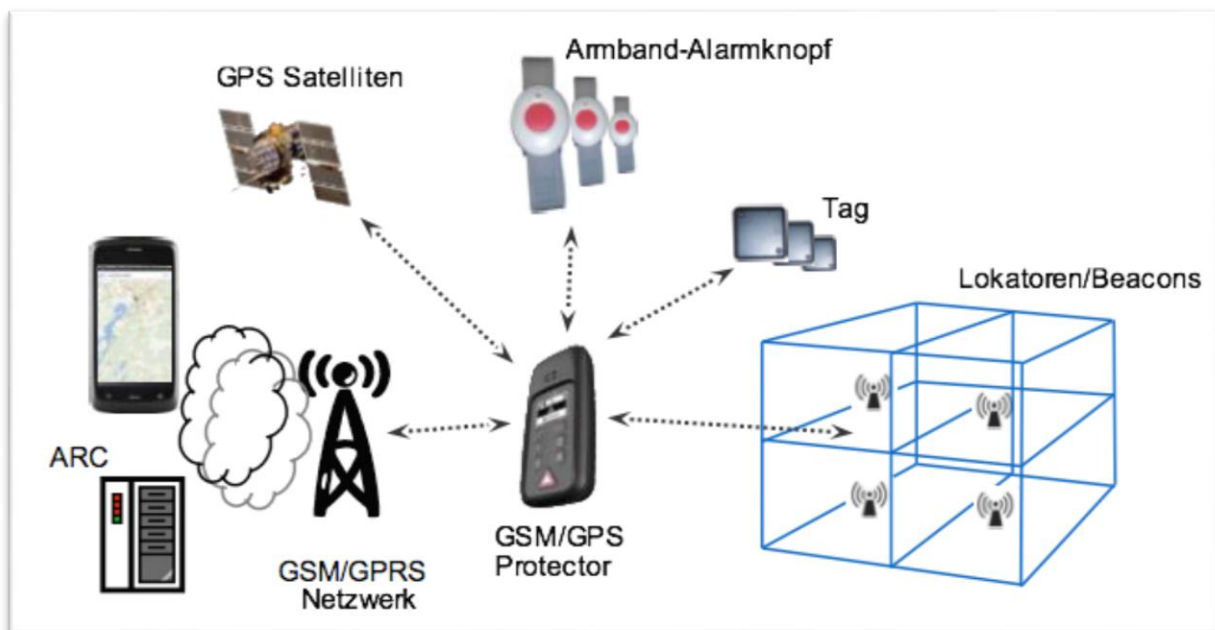 Armband-Alarmknopf
GPS Satelliten
Tag
Lokatoren/Beacons
ARC
GSM/GPS
Protector
GSM/GPRS
Netzwerk